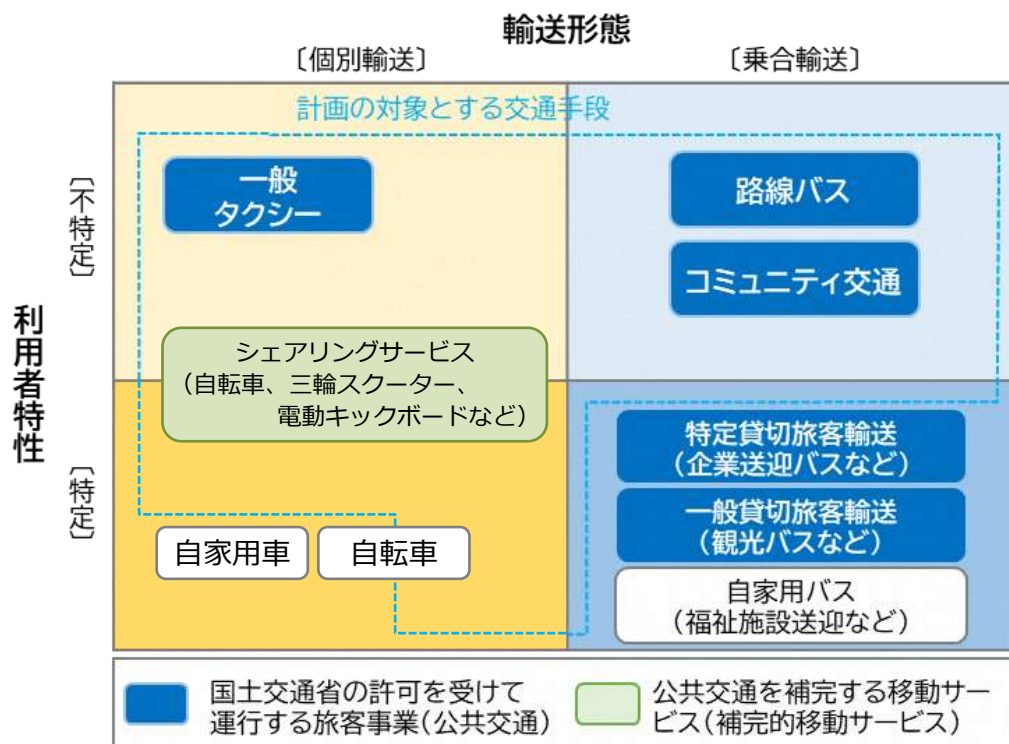 輸送形態
〔個別輸送〕
〔乗合輸送〕
計画の対象とする交通手段
利用者特性
〔不特定〕
一般
タクシー
路線バス
コミュニティ交通
シェアリングサービス
（自転車、三輪スクーター、
電動キックボードなど）
〔特定〕
特定貸切旅客輸送
（企業送迎バスなど）
一般貸切旅客輸送
（観光バスなど）
自家用車
自転車
自家用バス
（福祉施設送迎など）
国土交通省の許可を受けて
運行する旅客事業（公共交通）
公共交通を補完する移動サー
ビス（補完的移動サービス）